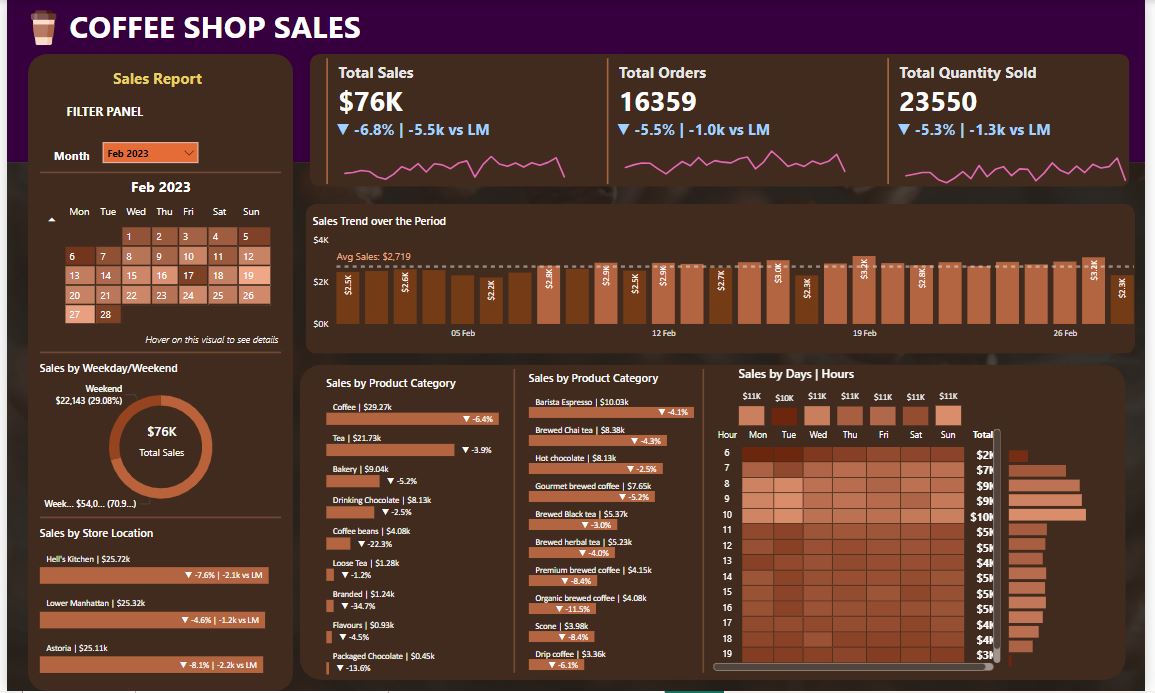 COFFEE SHOP SALES
Sales Report
FILTER PANEL
Month
Feb 2023
Feb 2023
Mon Tue Wed Thu Fri Sat Sun
1 2 3 4 5
6 7 8 9 10 11 12
13 14 15 16 17 18 19
20 21 22 23 24 25 26
27 28
Hover on this visual to see details
Sales by Weekday/Weekend
Weekend
$22,143 (29.08%)
$76K
Total Sales
Week... $54,0... (70.9...)
Sales by Store Location
Hell's Kitchen | $25.72k
▼ -7.6% | -2.1k vs LM
Lower Manhattan | $25.32k
▼ -4.6% | -1.2k vs LM
Astoria | $25.11k
▼ -8.1% | -2.2k vs LM
Total Sales
$76K
▼ -6.8% | -5.5k vs LM
Total Orders
16359
▼ -5.5% | -1.0k vs LM
Total Quantity Sold
23550
▼ -5.3% | -1.3k vs LM
Sales Trend over the Period
$4K
$2K
$0K
Avg Sales: $2,719
$2.5K $2.6K $2.2K $2.8K $2.9K $2.5K $2.9K $2.7K $3.0K $2.3K $3.2K $2.8K $3.2K $2.3K
05 Feb 12 Feb 19 Feb 26 Feb
Sales by Product Category
Coffee | $29.27k
▼ -6.4%
Tea | $21.73k
▼ -3.9%
Bakery | $9.04k
▼ -5.2%
Drinking Chocolate | $8.13k
▼ -2.5%
Coffee beans | $4.08k
▼ -22.3%
Loose Tea | $1.28k
▼ -1.2%
Branded | $1.24k
▼ -34.7%
Flavours | $0.93k
▼ -4.5%
Packaged Chocolate | $0.45k
▼ -13.6%
Sales by Product Category
Barista Espresso | $10.03k
▼ -4.1%
Brewed Chai tea | $8.38k
▼ -4.3%
Hot chocolate | $8.13k
▼ -2.5%
Gourmet brewed coffee | $7.65k
▼ -5.2%
Brewed Black tea | $5.37k
▼ -3.0%
Brewed herbal tea | $5.23k
▼ -4.0%
Premium brewed coffee | $4.15k
▼ -8.4%
Organic brewed coffee | $4.08k
▼ -11.5%
Scone | $3.98k
▼ -8.4%
Drip coffee | $3.36k
▼ -6.1%
Sales by Days | Hours
$11K $10K $11K $11K $11K $11K $11K
Hour Mon Tue Wed Thu Fri Sat Sun Total
6 $2K
7 $7K
8 $9K
9 $9K
10 $10K
11 $5K
12 $5K
13 $4K
14 $5K
15 $5K
16 $5K
17 $4K
18 $4K
19 $3K